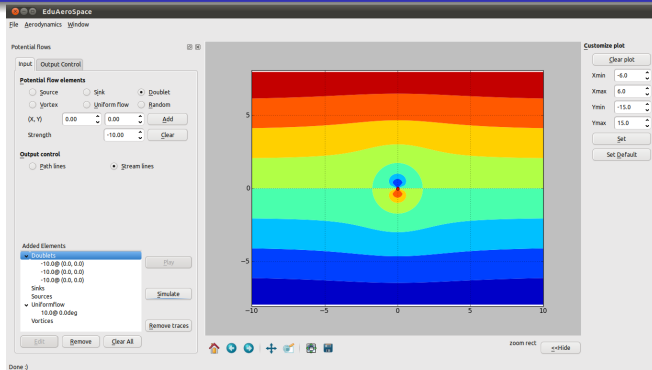 EduAeroSpace
File Aerodynamics Window
Potential flows
Input Output Control
Potential flow elements
Source Sink Doublet
Vortex Uniform flow Random
(X, Y) 0.00 0.00 Add
Strength -10.00 Clear
Output control
Path lines Stream lines
Added Elements
Doublets
-10.0@ (0.0, 0.0)
-10.0@ (0.0, 0.0)
-10.0@ (0.0, 0.0)
Sinks
Sources
Uniformflow
10.0@ 0.0deg
Vortices
Play
Simulate
Remove traces
Edit Remove Clear All
Done :)
5
0
−5
−10 −5 0 5 10
zoom rect
<<Hide
Customize plot
Clear plot
Xmin -6.0
Xmax 6.0
Ymin -15.0
Ymax 15.0
Set
Set Default